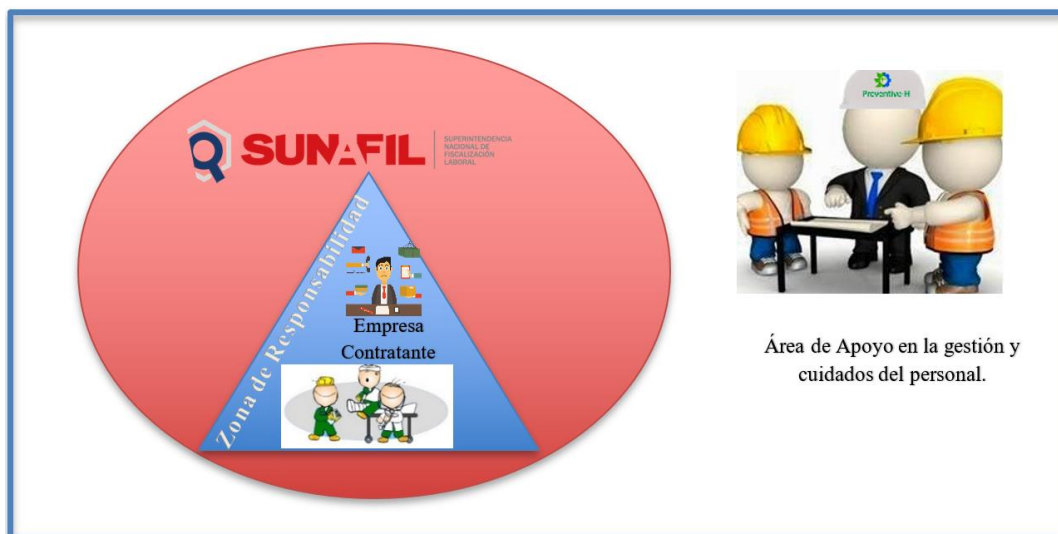 SUNAFIL
SUPERINTENDENCIA
NACIONAL DE
FISCALIZACIÓN
LABORAL
Zona de Responsabilidad
Empresa
Contratante
Preventive-H
Área de Apoyo en la gestión y
cuidados del personal.